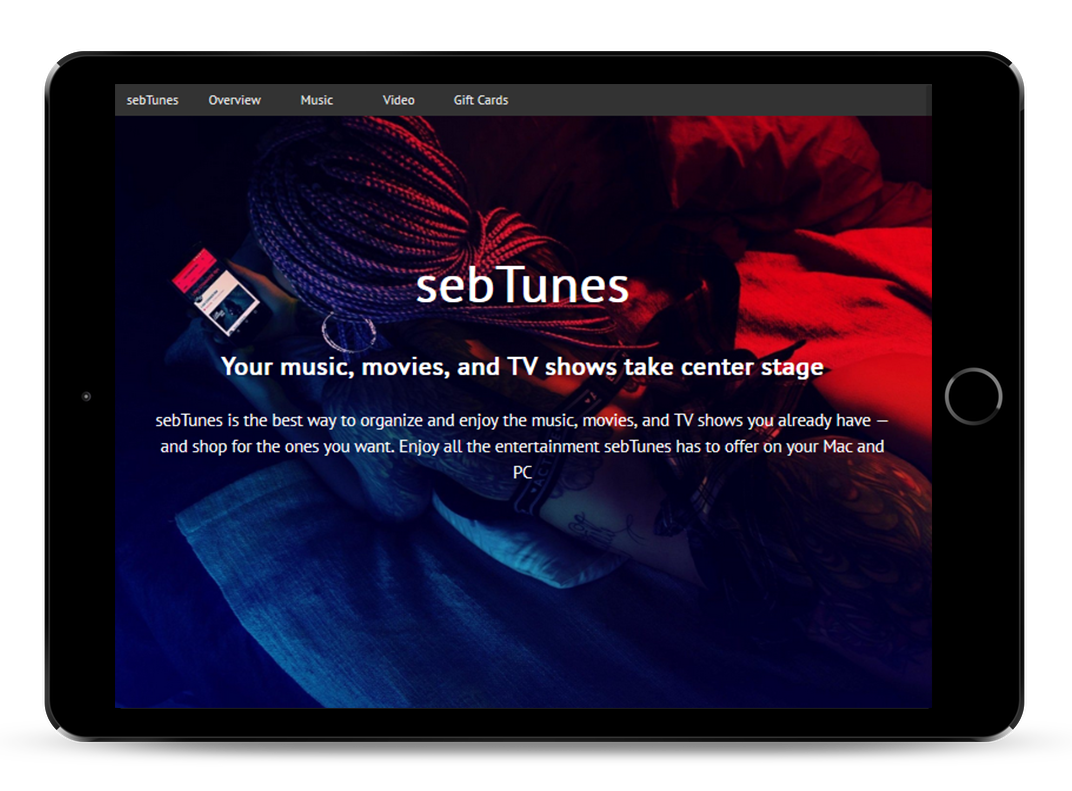 sebTunes Overview Music Video Gift Cards
sebTunes
Your music, movies, and TV shows take center stage
sebTunes is the best way to organize and enjoy the music, movies, and TV shows you already have —
and shop for the ones you want. Enjoy all the entertainment sebTunes has to offer on your Mac and
PC